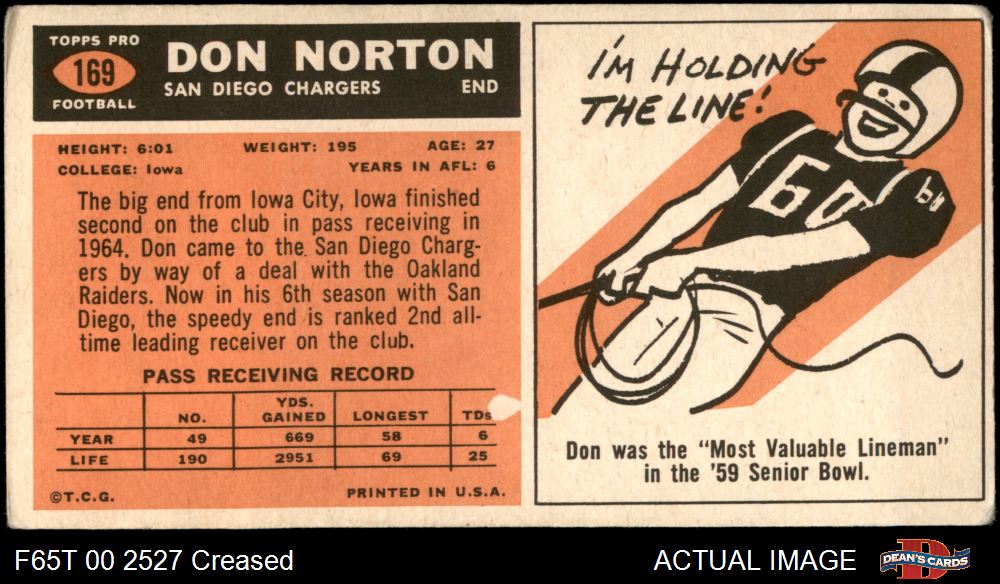 TOPPS PRO
169
FOOTBALL
DON NORTON
SAN DIEGO CHARGERS END
HEIGHT: 6:01 WEIGHT: 195 AGE: 27
COLLEGE: Iowa YEARS IN AFL: 6
The big end from Iowa City, Iowa finished
second on the club in pass receiving in
1964. Don came to the San Diego Charg-
ers by way of a deal with the Oakland
Raiders. Now in his 6th season with San
Diego, the speedy end is ranked 2nd all-
time leading receiver on the club.
PASS RECEIVING RECORD
NO. YDS. GAINED LONGEST TDs
YEAR 49 669 58 6
LIFE 190 2951 69 25
©T.C.G. PRINTED IN U.S.A.
I'M HOLDING
THE LINE!
60
60
Don was the "Most Valuable Lineman"
in the '59 Senior Bowl.
F65T 00 2527 Creased ACTUAL IMAGE
D
DEAN'S CARDS